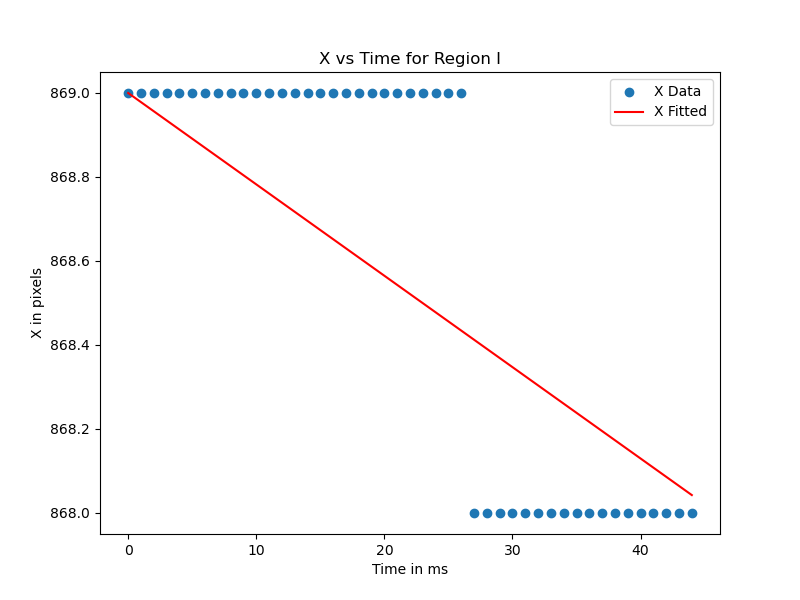 X vs Time for Region I
X Data
X Fitted
869.0
868.8
868.6
868.4
868.2
868.0
X in pixels
0 10 20 30 40
Time in ms